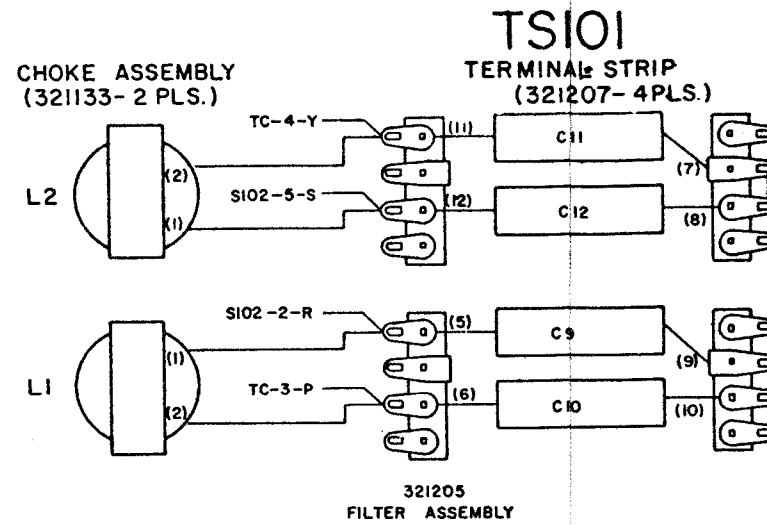 TS101
CHOKE ASSEMBLY
(321133-2 PLS.)
TERMINAL STRIP
(321207-4PLS.)
TC-4-Y
(11)
C11
(7)
L2
(2)
S102-5-S
(12)
(1)
C12
(8)
S102-2-R
(5)
C9
(9)
L1
(1)
TC-3-P
(6)
(2)
C10
(10)
321205
FILTER ASSEMBLY